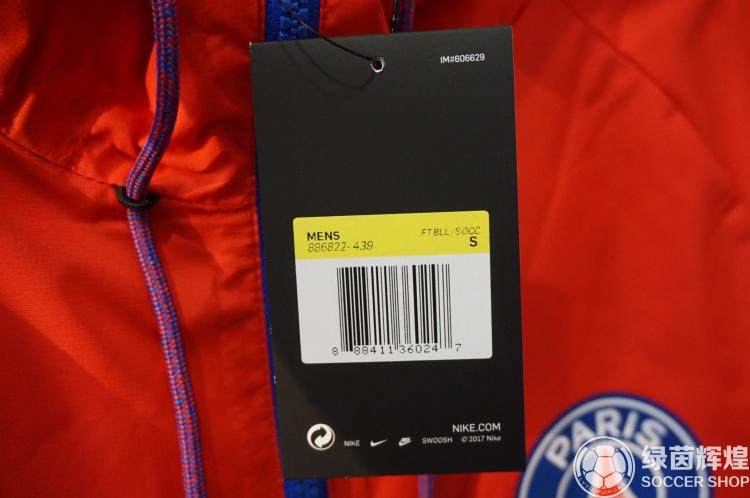 IM#606629
MENS
886822-439
FTBLL/SOCC
S
8 88411 36024 7
NIKE
SWOOSH
NIKE.COM
© 2017 Nike
PARIS
绿茵辉煌
SOCCER SHOP